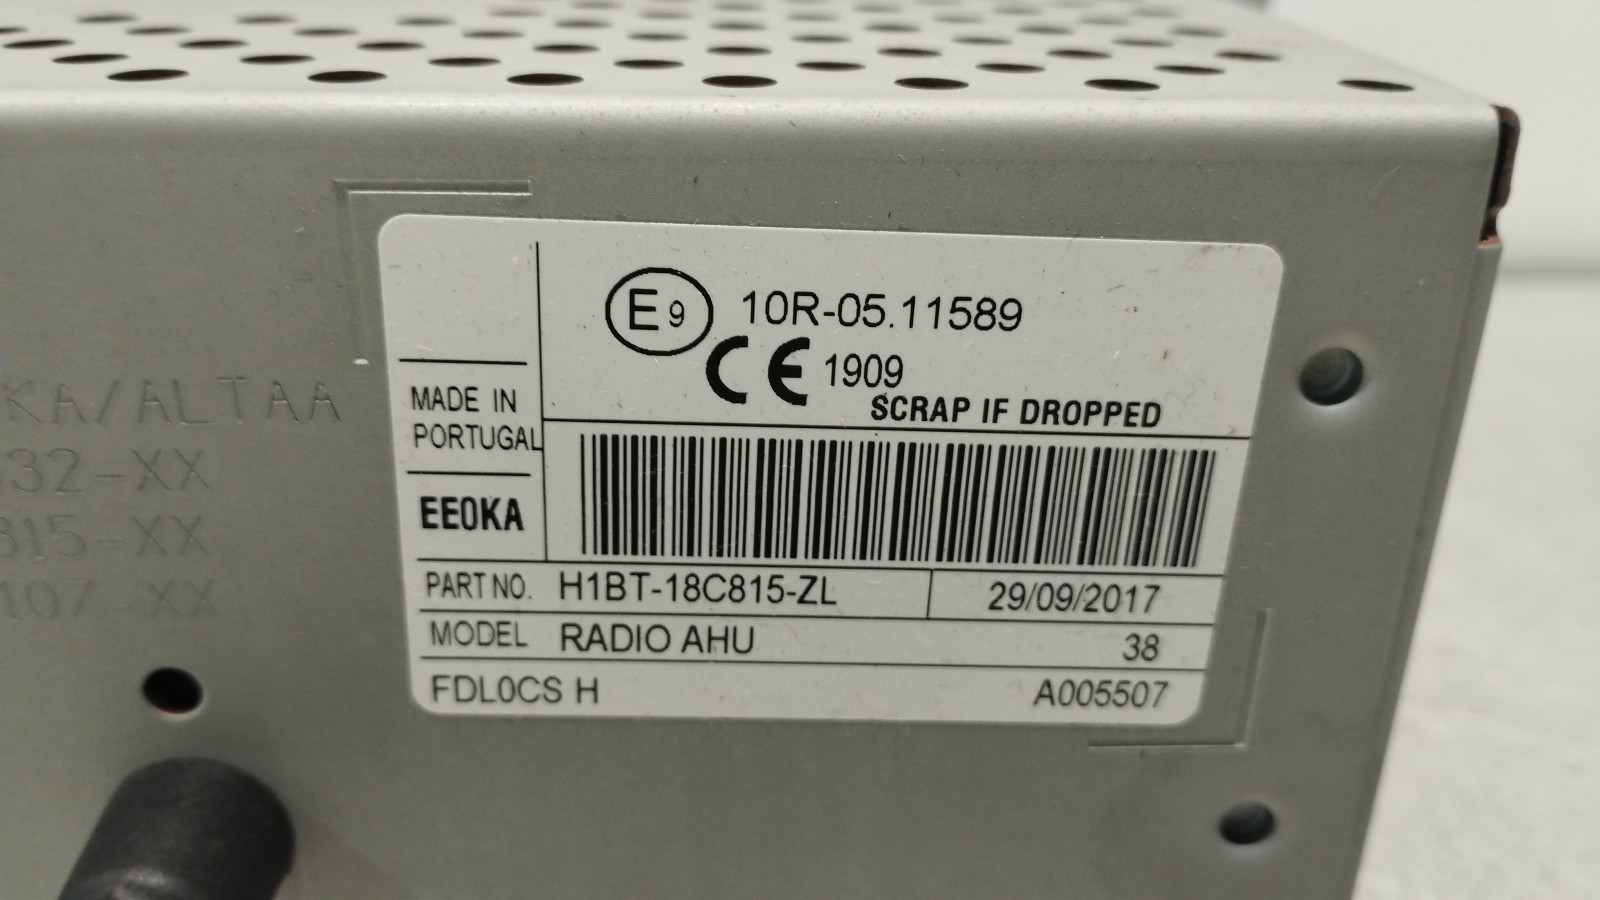 E9 10R-05.11589
CE 1909
SCRAP IF DROPPED
MADE IN
PORTUGAL
EEOKA
PART NO. H1BT-18C815-ZL 29/09/2017
MODEL RADIO AHU 38
FDL0CS H A005507
KA/ALTAA
32-XX
815-XX
107-XX